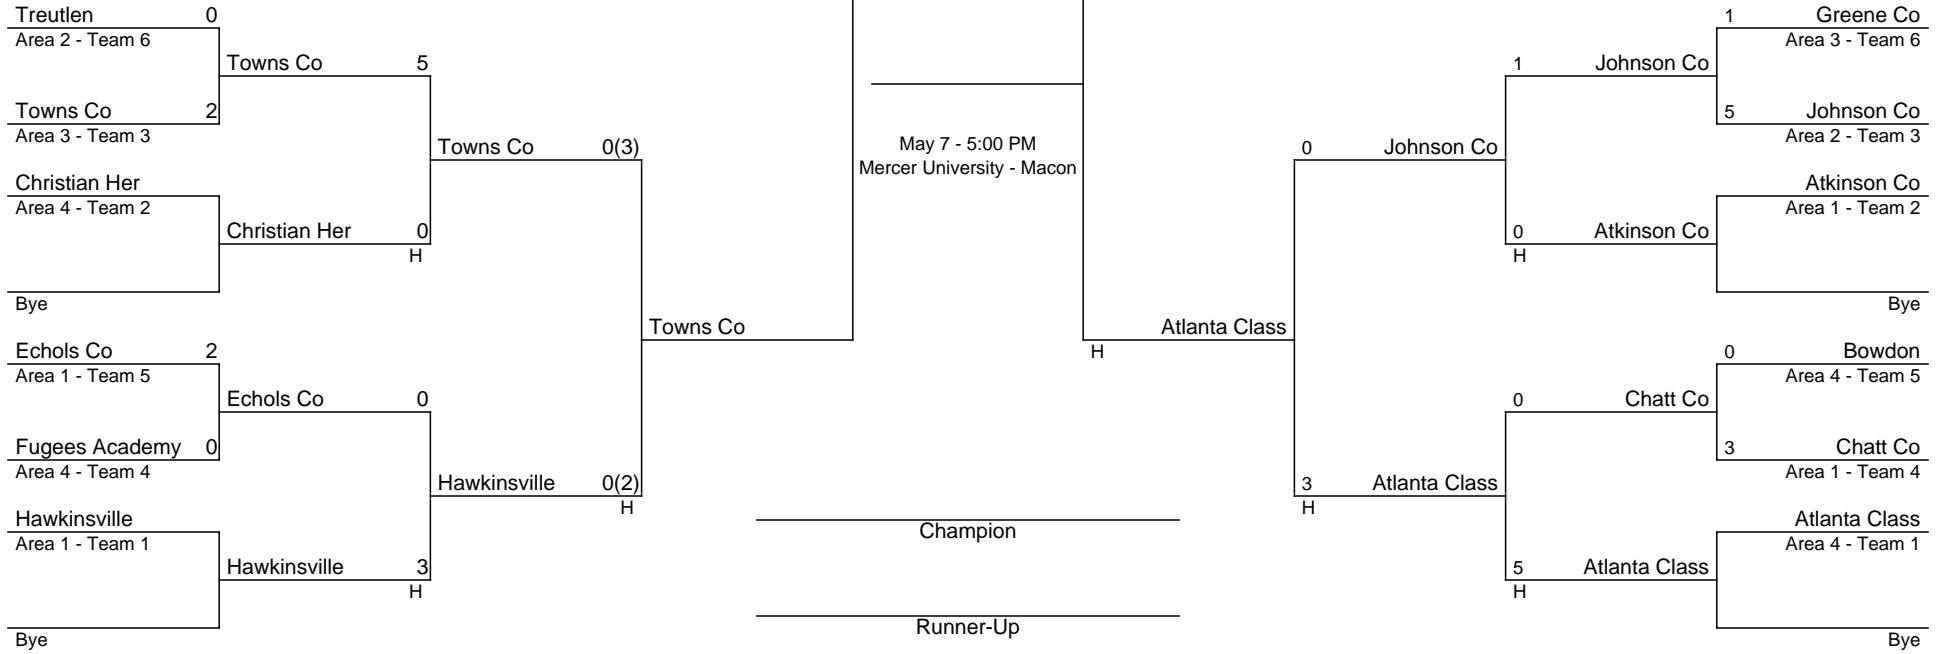 Treutlen 0
Area 2 - Team 6
Towns Co 5
Towns Co 2
Area 3 - Team 3
Towns Co 0(3)
Christian Her
Area 4 - Team 2
Christian Her 0
H
Bye
Towns Co
Echols Co 2
Area 1 - Team 5
Echols Co 0
Fugees Academy 0
Area 4 - Team 4
Hawkinsville 0(2)
H
Hawkinsville
Area 1 - Team 1
Hawkinsville 3
H
Bye
May 7 - 5:00 PM
Mercer University - Macon
Champion
Runner-Up
1 Greene Co
Area 3 - Team 6
1 Johnson Co
5 Johnson Co
Area 2 - Team 3
0 Johnson Co
Atkinson Co
Area 1 - Team 2
0 Atkinson Co
H
Bye
Atlanta Class
H
0 Bowdon
Area 4 - Team 5
0 Chatt Co
3 Chatt Co
Area 1 - Team 4
3 Atlanta Class
H
Atlanta Class
Area 4 - Team 1
5 Atlanta Class
H
Bye